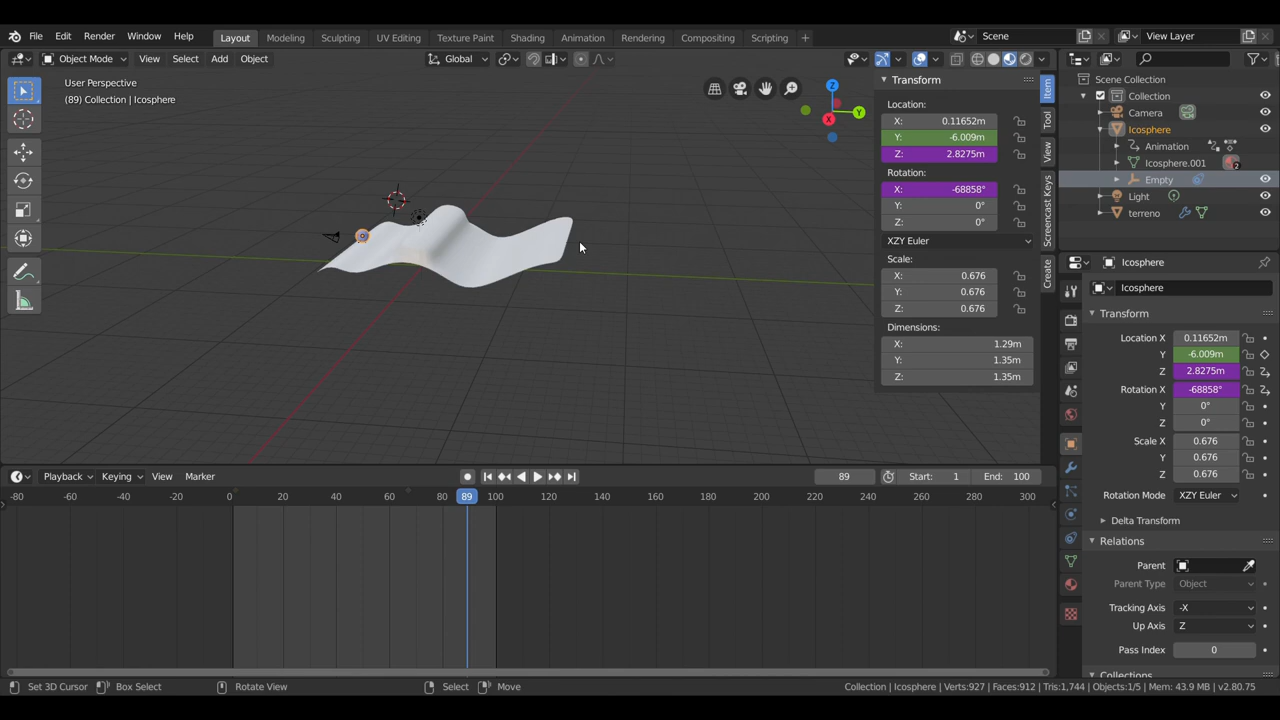 File Edit Render Window Help Layout Modeling Sculpting UV Editing Texture Paint Shading Animation Rendering Compositing Scripting + Scene View Layer
Object Mode View Select Add Object Global
User Perspective
(89) Collection | Icosphere
Transform
Location:
X: 0.11652m
Y: -6.009m
Z: 2.8275m
Rotation:
X: -68858°
Y: 0°
Z: 0°
XZY Euler
Scale:
X: 0.676
Y: 0.676
Z: 0.676
Dimensions:
X: 1.29m
Y: 1.35m
Z: 1.35m
Item
Tool
View
Screencast Keys
Create
Z
Y
X
Scene Collection
Collection
Camera
Icosphere
Animation
Icosphere.001 2
Empty
Light
terreno
Icosphere
Icosphere
Transform
Location X 0.11652m
Y -6.009m
Z 2.8275m
Rotation X -68858°
Y 0°
Z 0°
Scale X 0.676
Y 0.676
Z 0.676
Rotation Mode XZY Euler
Delta Transform
Relations
Parent
Parent Type Object
Tracking Axis -X
Up Axis Z
Pass Index 0
Collections
Playback Keying View Marker 89 Start: 1 End: 100
-80 -60 -40 -20 0 20 40 60 80 89 100 120 140 160 180 200 220 240 260 280 300
Set 3D Cursor Box Select Rotate View Select Move Collection | Icosphere | Verts:927 | Faces:912 | Tris:1,744 | Objects:1/5 | Mem: 43.9 MB | v2.80.75